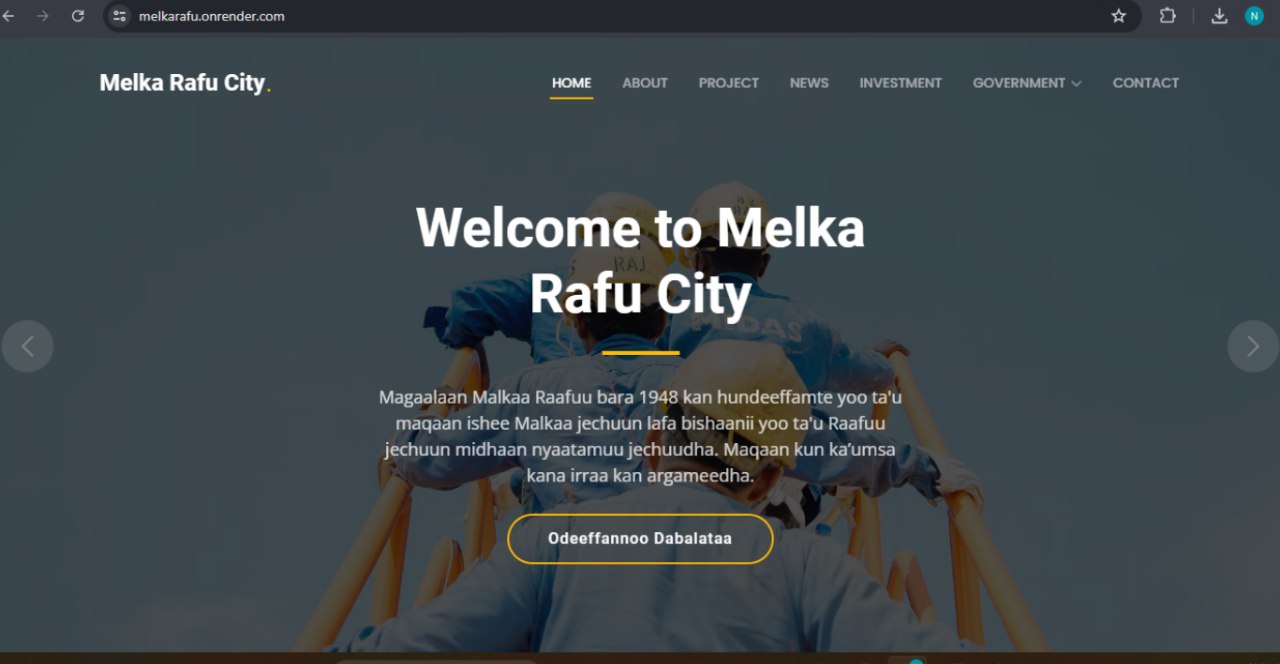 melkarafu.onrender.com
N
Melka Rafu City.
HOME ABOUT PROJECT NEWS INVESTMENT GOVERNMENT CONTACT
Welcome to Melka
Rafu City
RAJ
Magaalaan Malkaa Raafuu bara 1948 kan hundeeffamte yoo ta'u
maqaan ishee Malkaa jechuun lafa bishaanii yoo ta'u Raafuu
jechuun midhaan nyaatamuu jechuudha. Maqaan kun ka’umsa
kana irraa kan argameedha.
Odeeffannoo Dabalataa